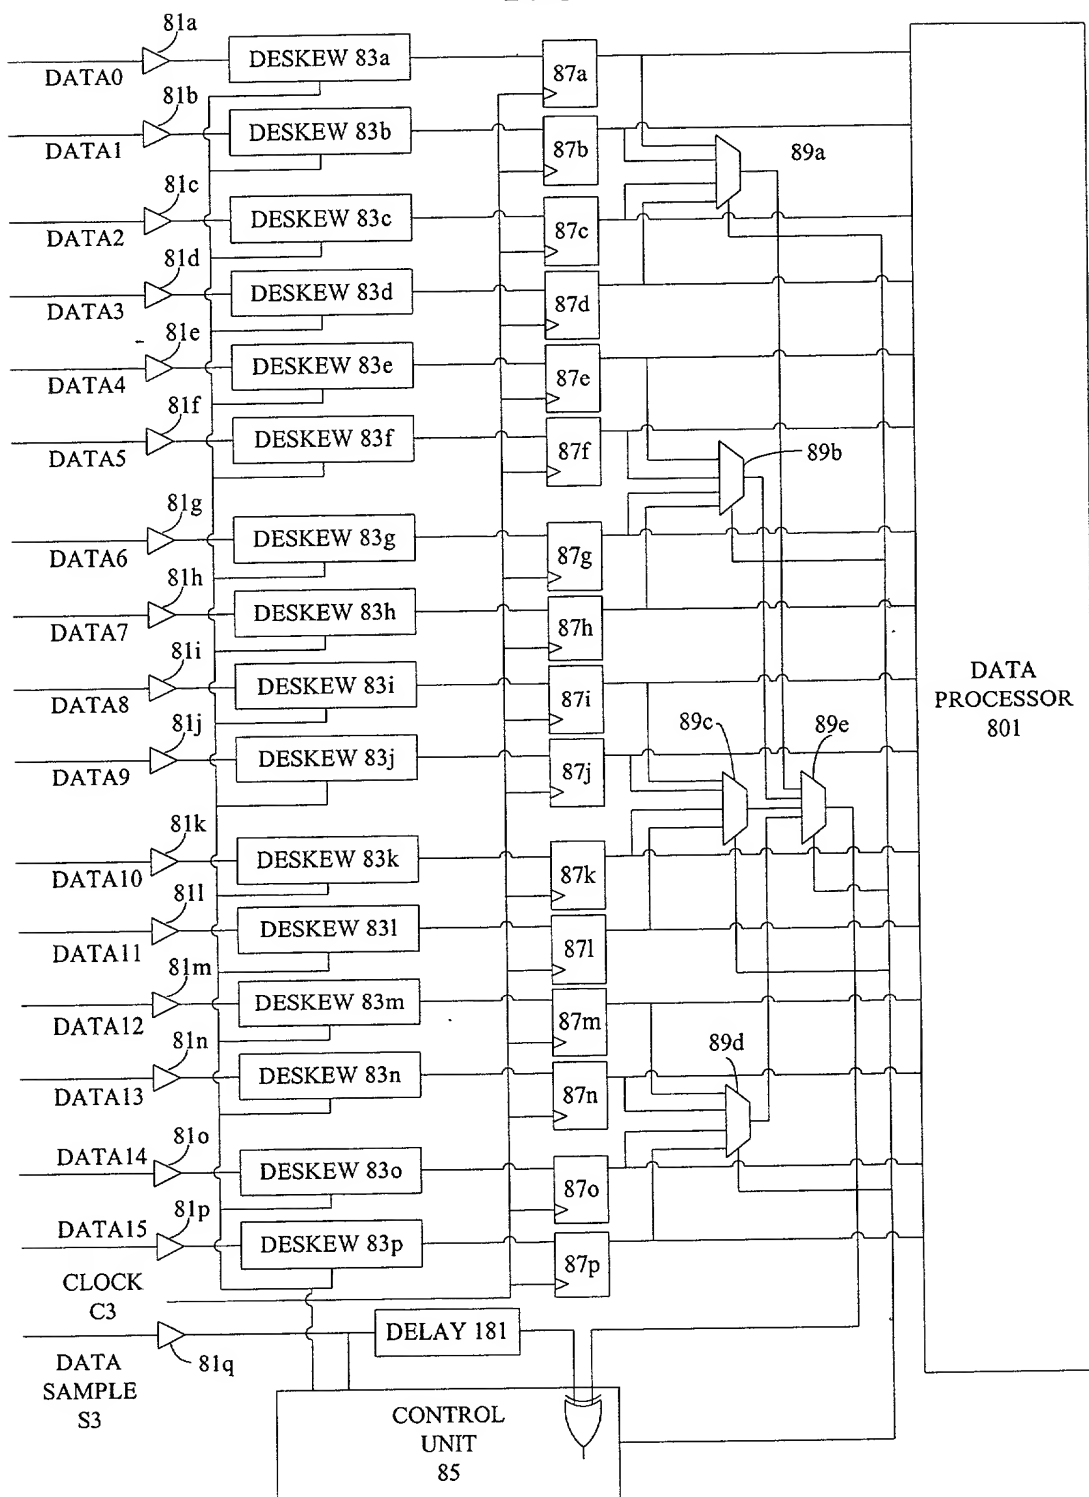 81a
DESKEW 83a
87a
DATA0
81b
DESKEW 83b
87b
89a
DATA1
81c
DESKEW 83c
87c
DATA2
81d
DESKEW 83d
87d
DATA3
81e
DESKEW 83e
87e
DATA4
81f
DESKEW 83f
87f
89b
DATA5
81g
DESKEW 83g
87g
DATA6
81h
DESKEW 83h
87h
DATA7
81i
DESKEW 83i
87i
DATA8
DATA
PROCESSOR
801
81j
89c
89e
DESKEW 83j
87j
DATA9
81k
DESKEW 83k
87k
DATA10
81l
DESKEW 83l
87l
DATA11
81m
DESKEW 83m
87m
DATA12
81n
89d
DESKEW 83n
87n
DATA13
81o
DATA14
DESKEW 83o
87o
81p
DATA15
DESKEW 83p
87p
CLOCK
C3
DELAY 181
81q
DATA
SAMPLE
S3
CONTROL
UNIT
85